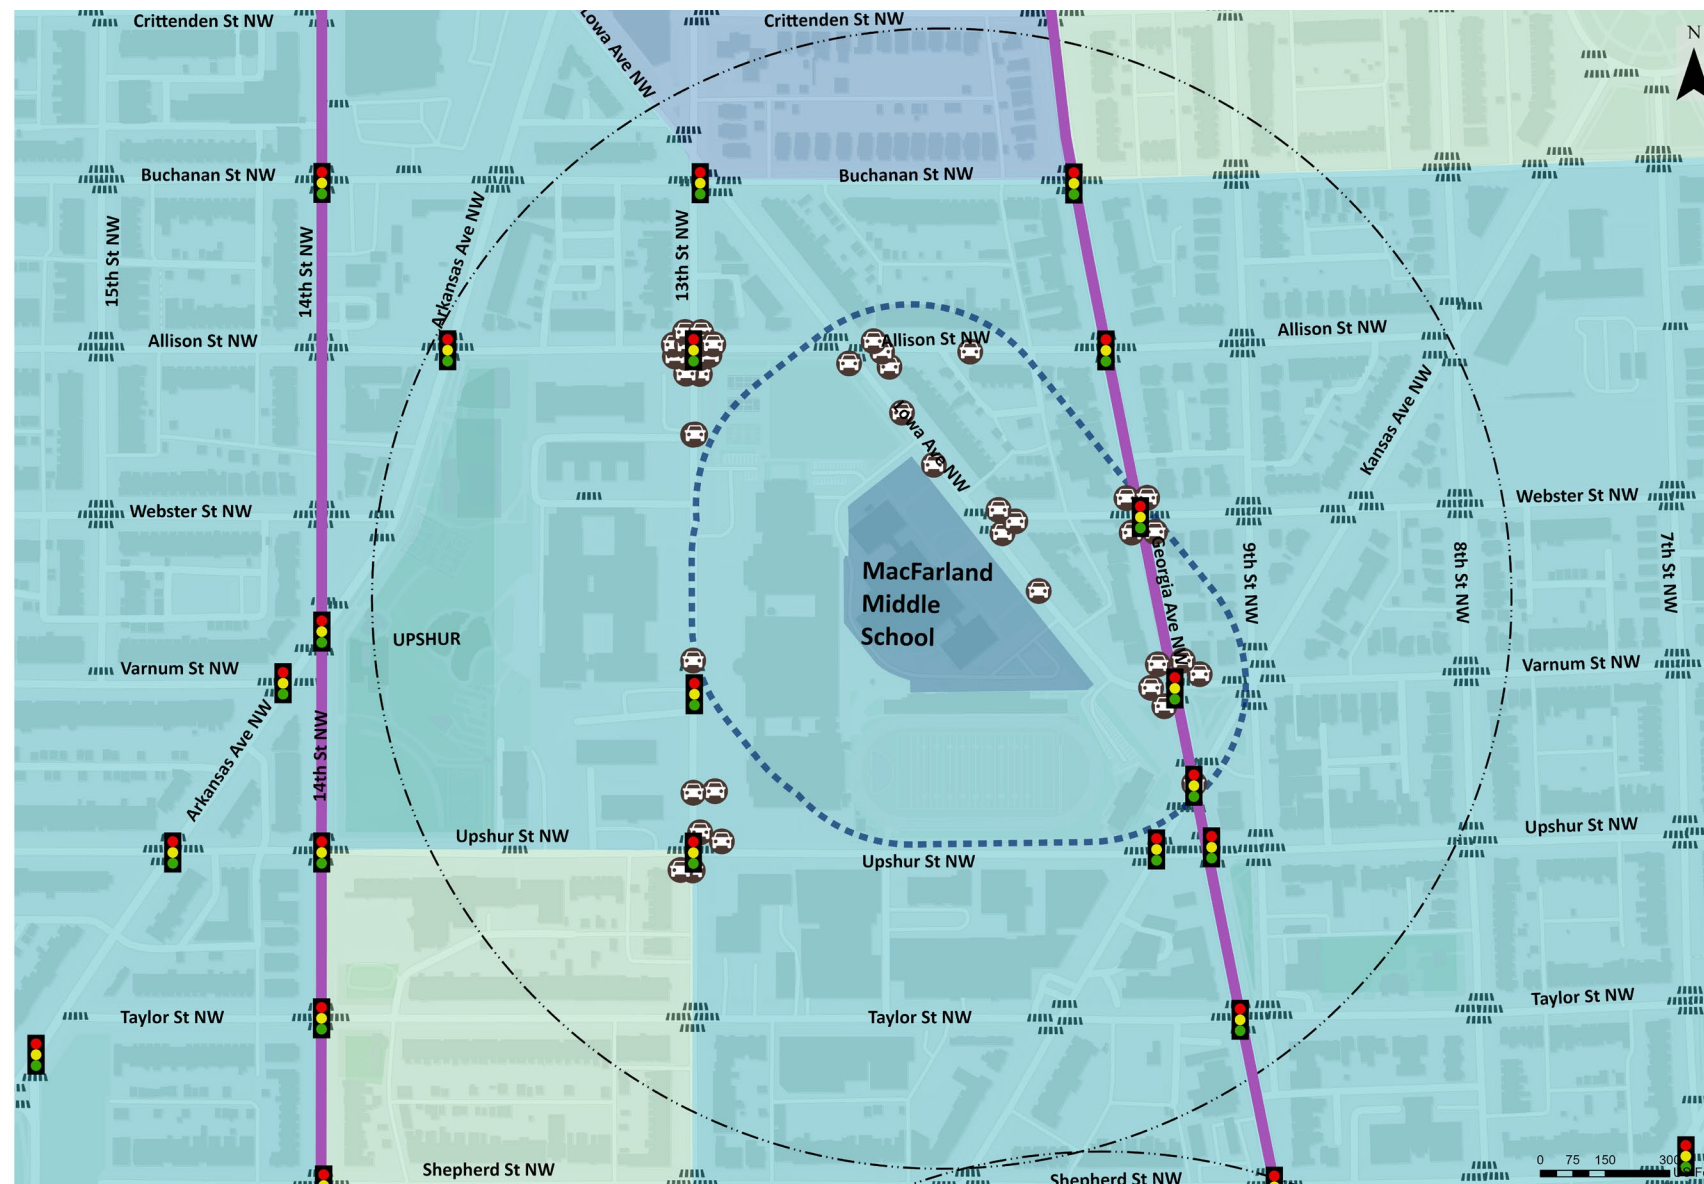 Crittenden St NW
Iowa Ave NW
Crittenden St NW
N
Buchanan St NW
Buchanan St NW
15th St NW
14th St NW
Arkansas Ave NW
13th St NW
Allison St NW
Allison St NW
Allison St NW
Iowa Ave NW
Kansas Ave NW
Webster St NW
Webster St NW
MacFarland
Middle
School
Georgia Ave NW
9th St NW
8th St NW
7th St NW
UPSHUR
Varnum St NW
Varnum St NW
Arkansas Ave NW
14th St NW
Upshur St NW
Upshur St NW
Upshur St NW
Taylor St NW
Taylor St NW
Taylor St NW
Shepherd St NW
Shepherd St NW
0 75 150 300